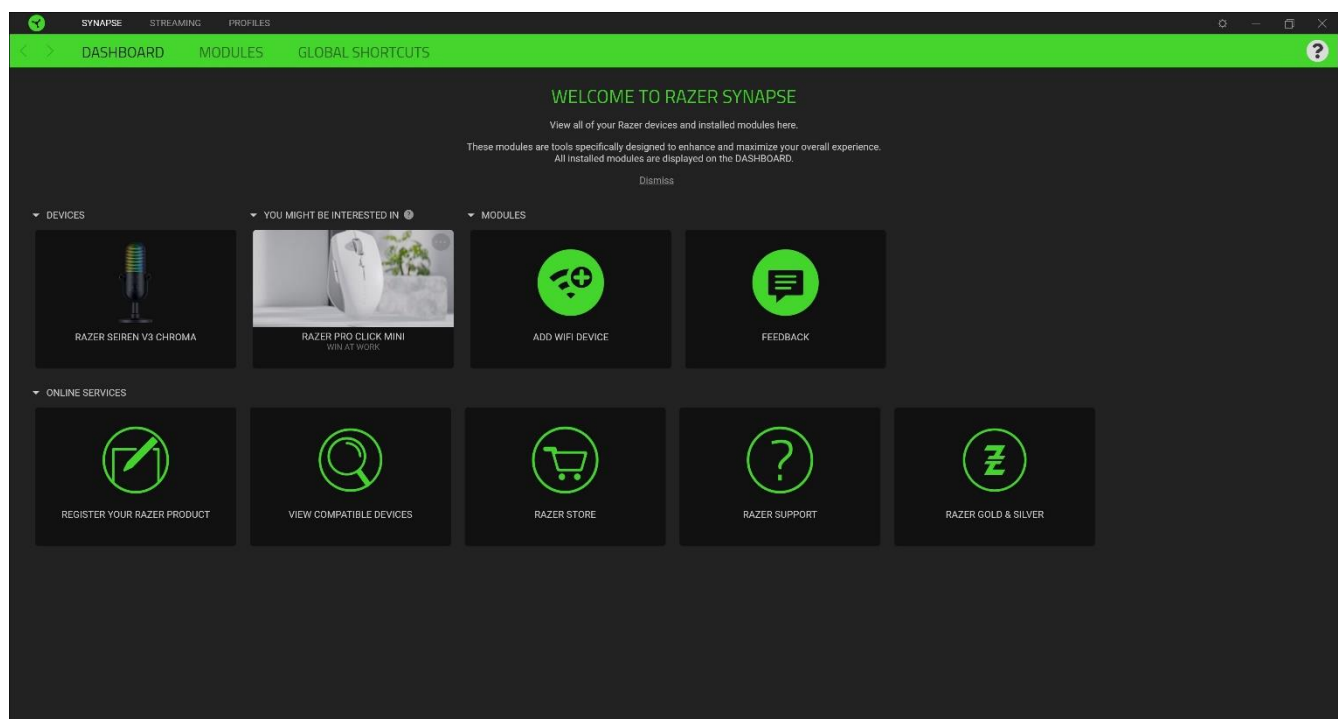 SYNAPSE STREAMING PROFILES
DASHBOARD MODULES GLOBAL SHORTCUTS
?
WELCOME TO RAZER SYNAPSE
View all of your Razer devices and installed modules here.
These modules are tools specifically designed to enhance and maximize your overall experience.
All installed modules are displayed on the DASHBOARD.
Dismiss
DEVICES
YOU MIGHT BE INTERESTED IN ?
MODULES
RAZER SEIREN V3 CHROMA
RAZER PRO CLICK MINI
WIN AT WORK
ADD WIFI DEVICE
FEEDBACK
ONLINE SERVICES
REGISTER YOUR RAZER PRODUCT
VIEW COMPATIBLE DEVICES
RAZER STORE
RAZER SUPPORT
RAZER GOLD & SILVER